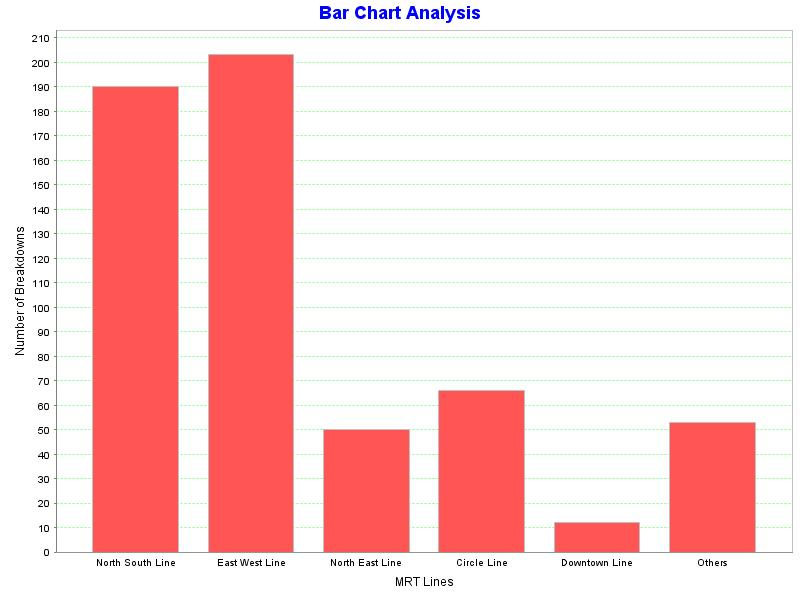 Bar Chart Analysis
Number of Breakdowns
210
200
190
180
170
160
150
140
130
120
110
100
90
80
70
60
50
40
30
20
10
0
North South Line
East West Line
North East Line
Circle Line
Downtown Line
Others
MRT Lines